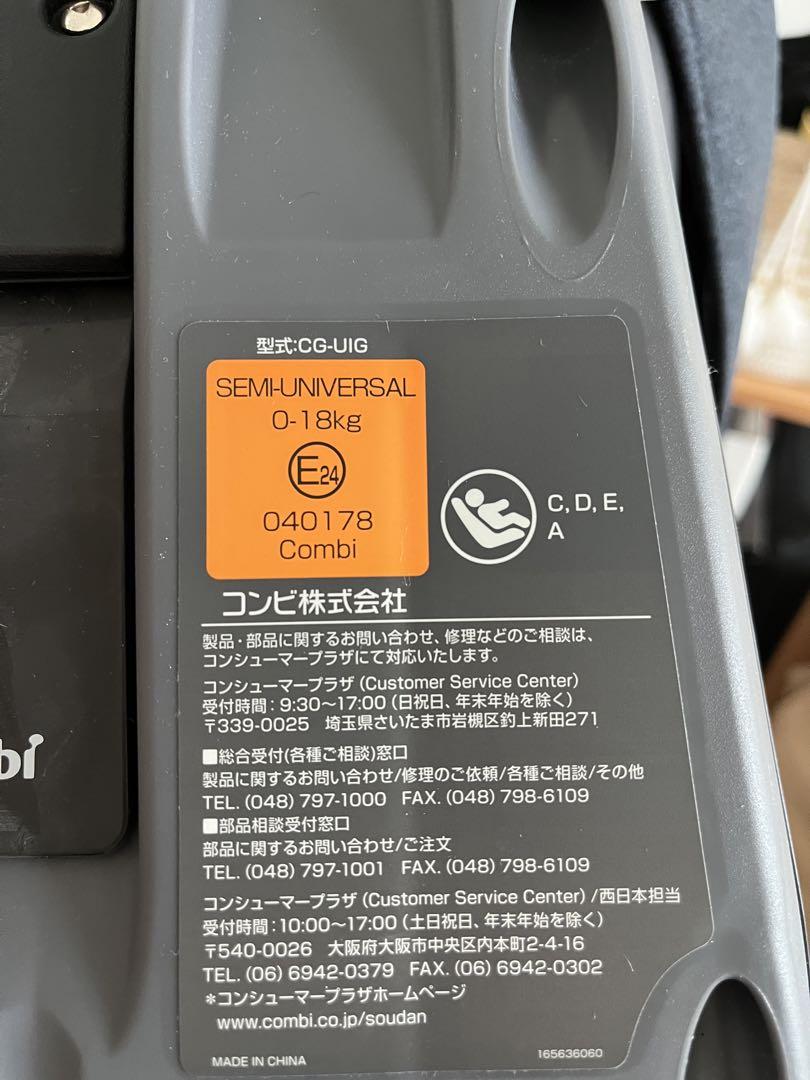 型式:CG-UIG
SEMI-UNIVERSAL
0-18kg
E24
040178
Combi
C, D, E,
A
コンビ株式会社
製品・部品に関するお問い合わせ、修理などのご相談は、
コンシューマープラザにて対応いたします。
コンシューマープラザ (Customer Service Center)
受付時間:9:30〜17:00 (日祝日、年末年始を除く)
〒339-0025 埼玉県さいたま市岩槻区釣上新田271
■総合受付(各種ご相談)窓口
製品に関するお問い合わせ/修理のご依頼/各種ご相談/その他
TEL. (048) 797-1000 FAX. (048) 798-6109
■部品相談受付窓口
部品に関するお問い合わせ/ご注文
TEL. (048) 797-1001 FAX. (048) 798-6109
コンシューマープラザ (Customer Service Center) /西日本担当
受付時間:10:00〜17:00 (土日祝日、年末年始を除く)
〒540-0026 大阪府大阪市中央区内本町2-4-16
TEL. (06) 6942-0379 FAX. (06) 6942-0302
*コンシューマープラザホームページ
www.combi.co.jp/soudan
MADE IN CHINA 165636060